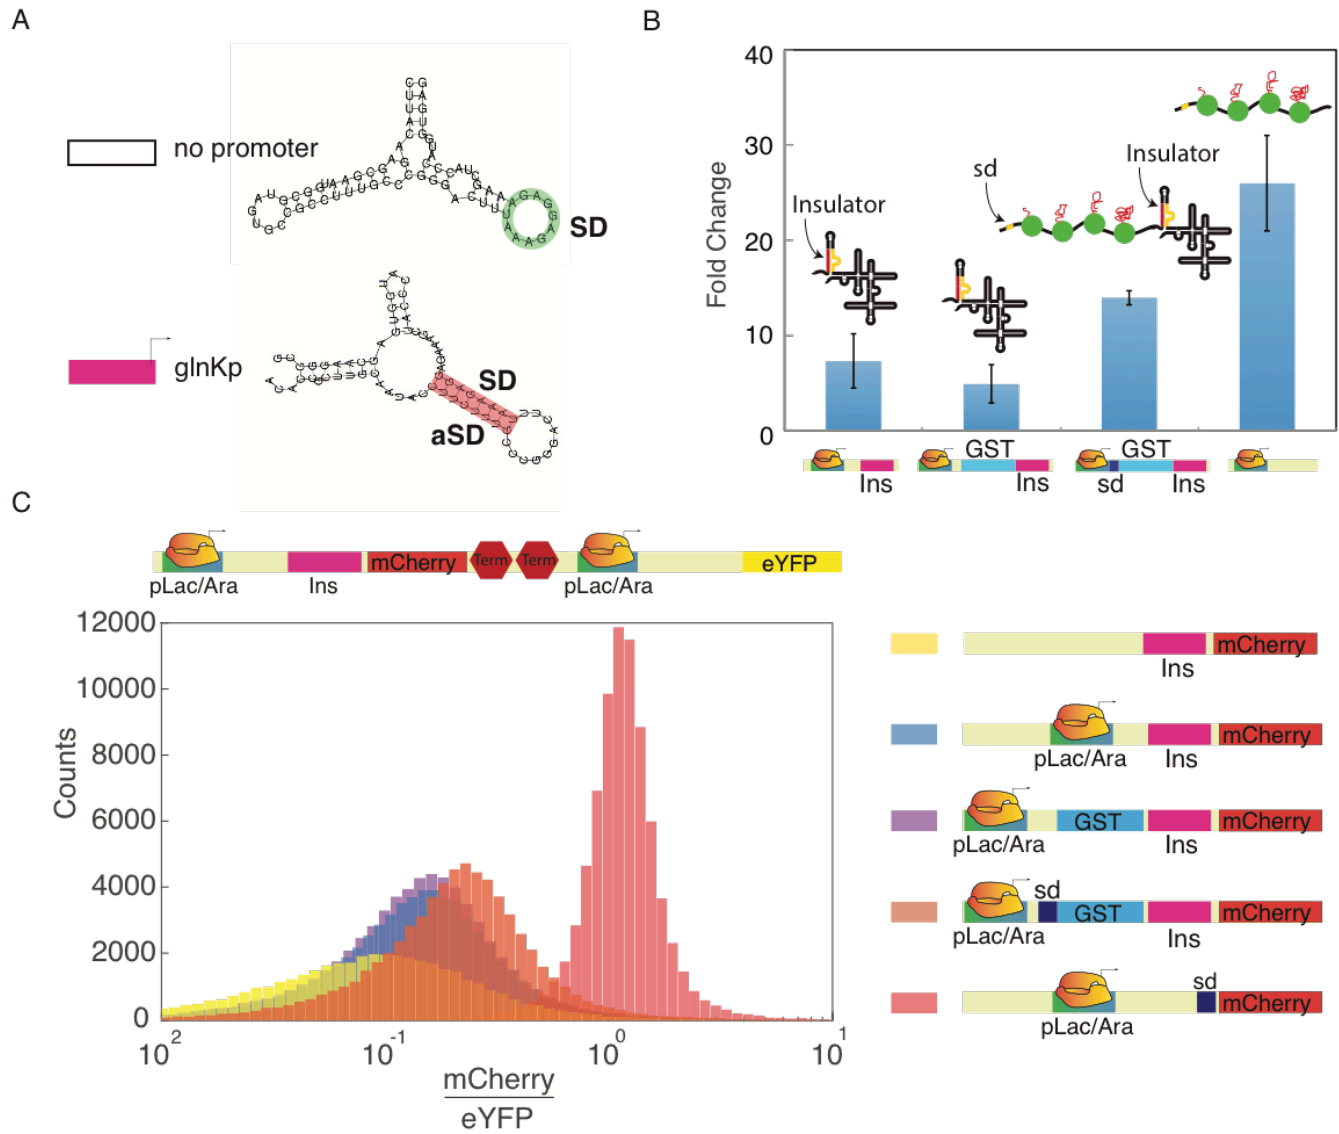 A
no promoter
SD
glnKp
SD
aSD
B
40
30
20
10
0
Fold Change
Insulator
sd
Insulator
GST
GST
Ins
Ins
sd
Ins
C
mCherry
Term
Term
eYFP
pLac/Ara
Ins
pLac/Ara
12000
10000
8000
6000
4000
2000
0
Counts
10 2
10 -1
10 0
10 1
mCherry
eYFP
mCherry
Ins
mCherry
pLac/Ara
Ins
GST
mCherry
pLac/Ara
Ins
sd
GST
mCherry
pLac/Ara
Ins
sd
mCherry
pLac/Ara